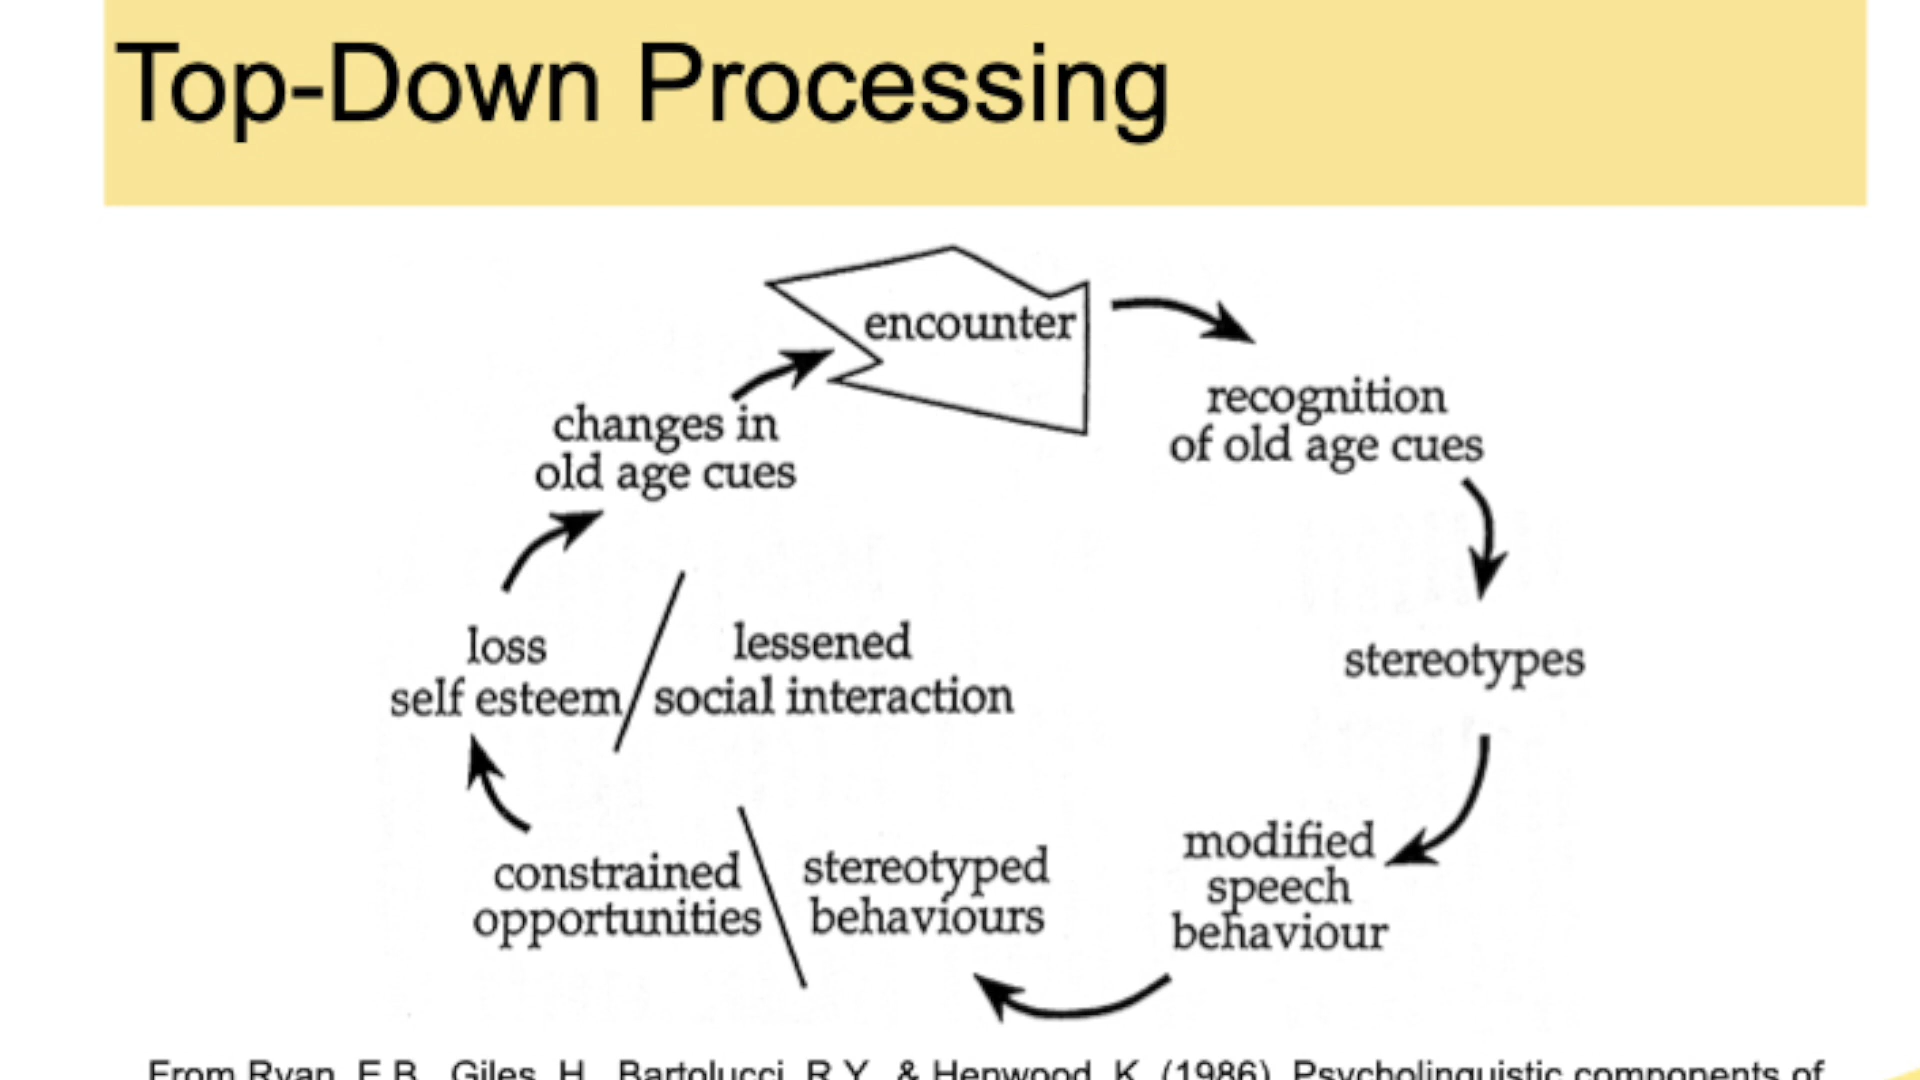 Top-Down Processing
encounter
recognition
of old age cues
stereotypes
modified
speech
behaviour
stereotyped
behaviours
constrained
opportunities
loss
self esteem
lessened
social interaction
changes in
old age cues
From Ryan, E.B., Giles, H., Bartolucci, R.Y., & Henwood, K. (1986). Psycholinguistic components of